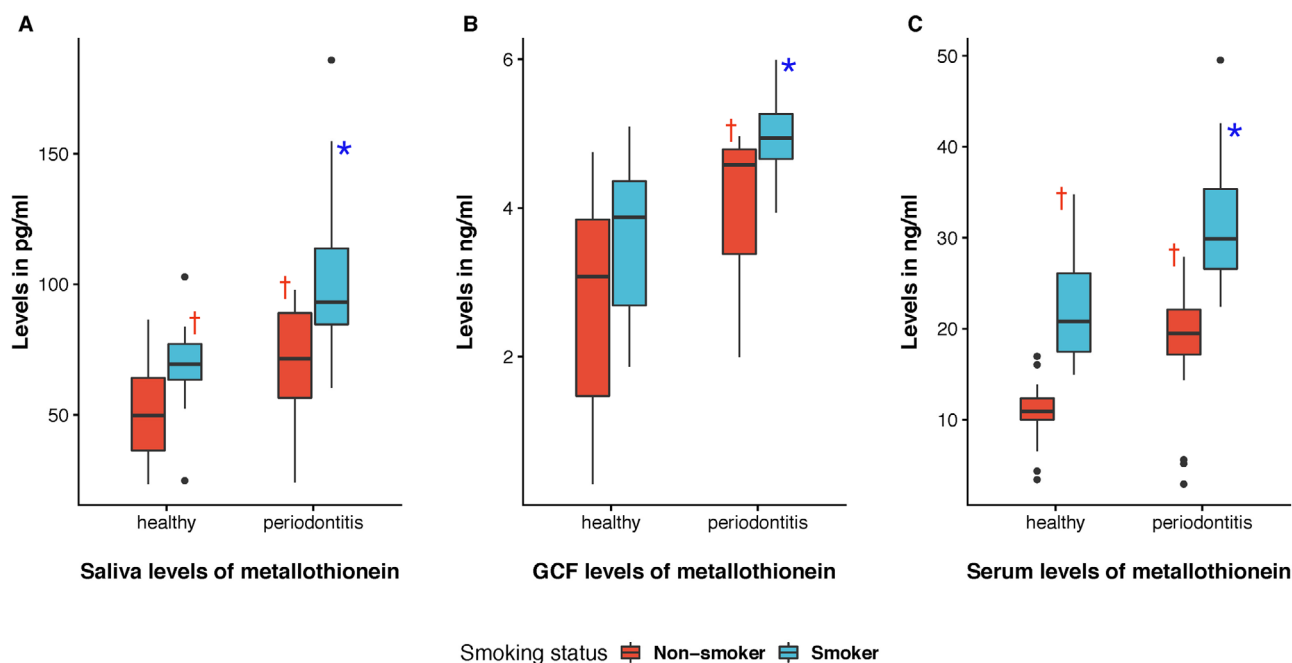 A
Levels in pg/ml
150
100
50
†
†
*
healthy
periodontitis
Saliva levels of metallothionein
B
Levels in ng/ml
6
4
2
†
*
healthy
periodontitis
GCF levels of metallothionein
C
Levels in ng/ml
50
40
30
20
10
†
†
*
healthy
periodontitis
Serum levels of metallothionein
Smoking status Non−smoker Smoker